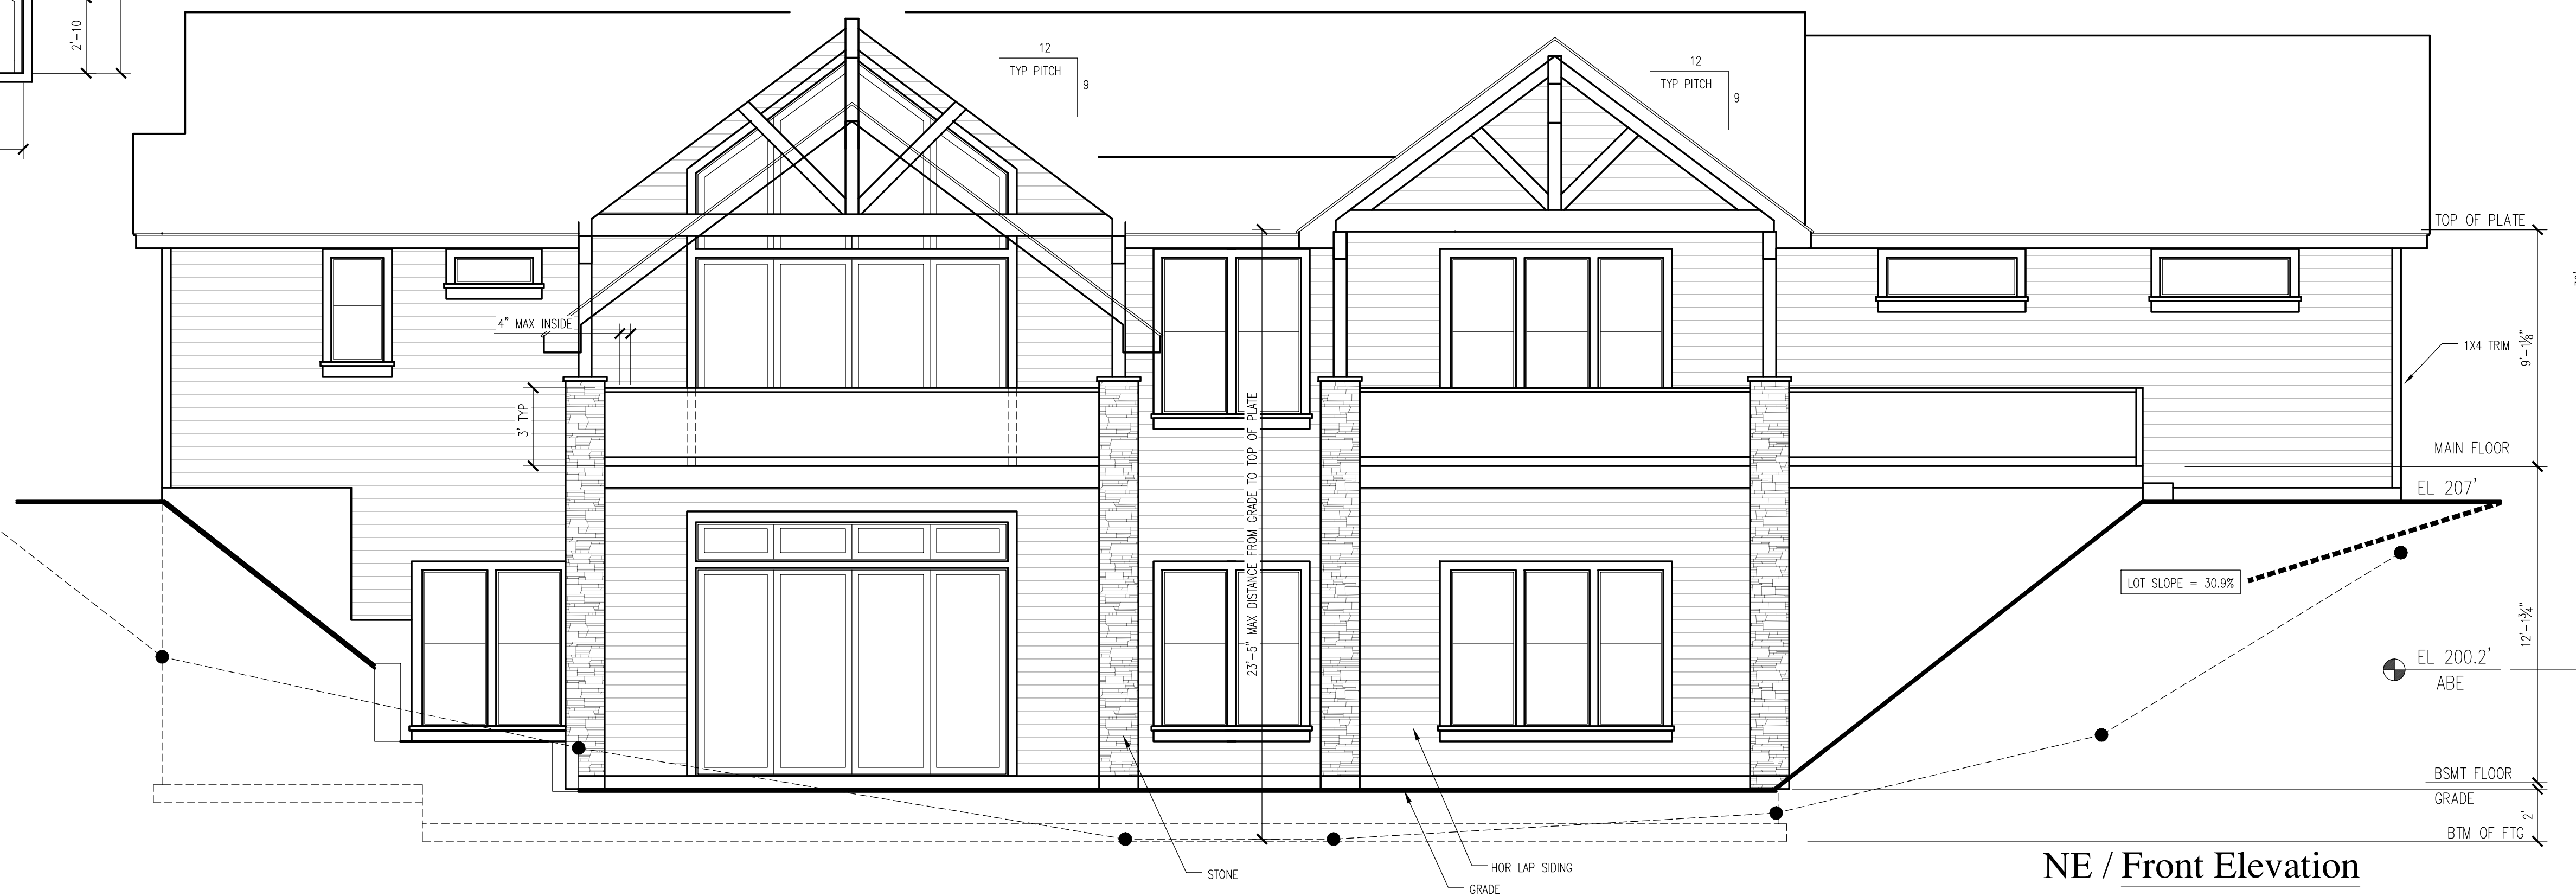 2'-10
12
TYP PITCH
9
12
TYP PITCH
9
TOP OF PLATE
4" MAX INSIDE
1X4 TRIM
9'-1⅛"
3' TYP
23'-5" MAX DISTANCE FROM GRADE TO TOP OF PLATE
MAIN FLOOR
EL 207'
LOT SLOPE = 30.9%
12'-1¾"
EL 200.2'
ABE
BSMT FLOOR
GRADE
2'
BTM OF FTG
STONE
HOR LAP SIDING
GRADE
NE / Front Elevation